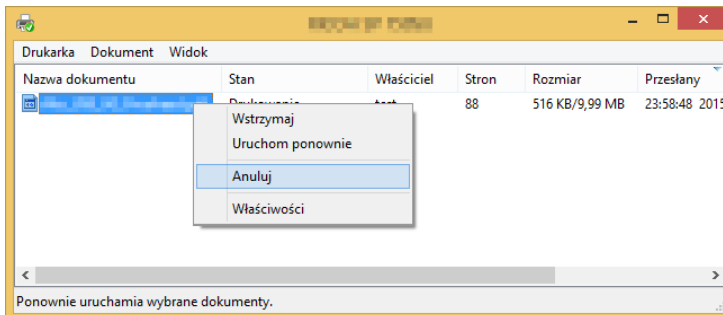 Drukarka Dokument Widok
Nazwa dokumentu Stan Właściciel Stron Rozmiar Przesłany
88 516 KB/9,99 MB 23:58:48 2015
Wstrzymaj
Uruchom ponownie
Anuluj
Właściwości
Ponownie uruchamia wybrane dokumenty.